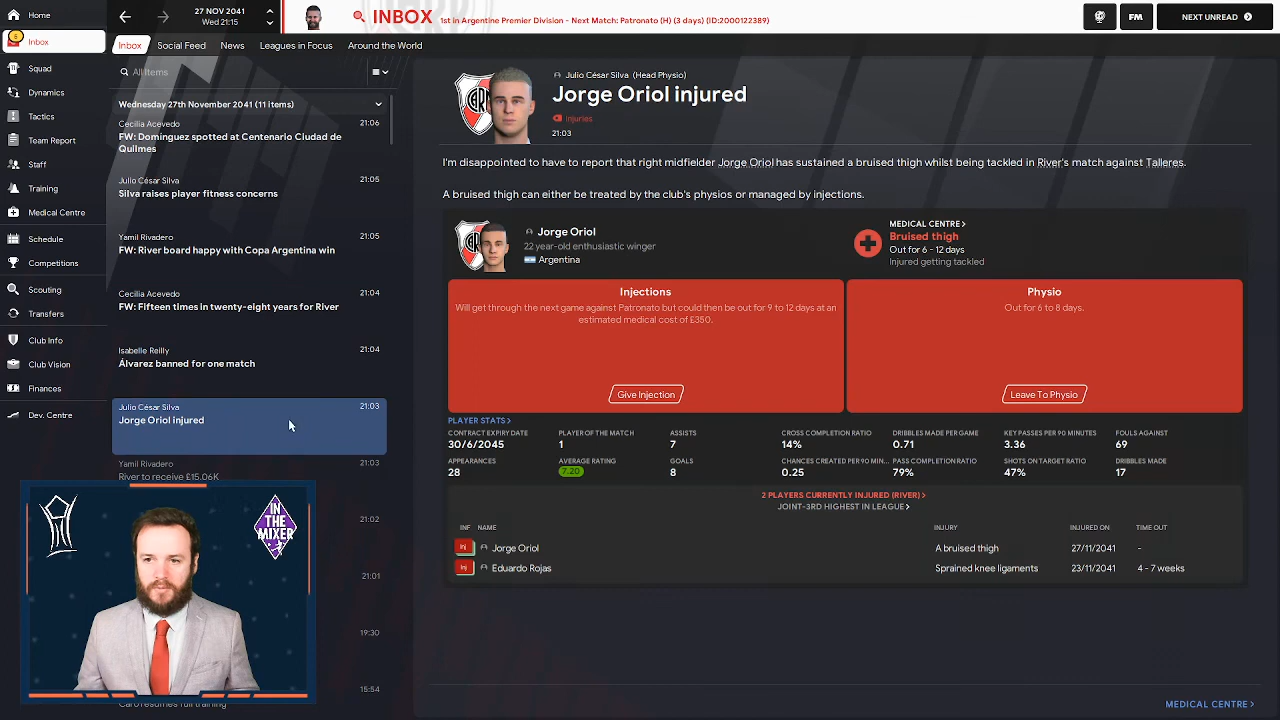 Home
27 NOV 2041
Wed 21:15
INBOX
1st in Argentine Premier Division - Next Match: Patronato (H) (3 days) (ID:2000122389)
FM
NEXT UNREAD
6
Inbox
Squad
Dynamics
Tactics
Team Report
Staff
Training
Medical Centre
Schedule
Competitions
Scouting
Transfers
Club Info
Club Vision
Finances
Dev. Centre
Inbox
Social Feed
News
Leagues in Focus
Around the World
All Items
Wednesday 27th November 2041 (11 items)
Cecilia Acevedo
21:06
FW: Domínguez spotted at Centenario Ciudad de
Quilmes
Julio César Silva
21:05
Silva raises player fitness concerns
Yamil Rivadero
21:05
FW: River board happy with Copa Argentina win
Cecilia Acevedo
21:04
FW: Fifteen times in twenty-eight years for River
Isabelle Reilly
21:04
Álvarez banned for one match
Julio César Silva
21:03
Jorge Oriol injured
Yamil Rivadero
21:03
River to receive £15.06K
21:02
21:01
19:30
15:54
Caro resumes full training
IN
THE
MIXER
Julio César Silva (Head Physio)
Jorge Oriol injured
Injuries
21:03
I'm disappointed to have to report that right midfielder Jorge Oriol has sustained a bruised thigh whilst being tackled in River's match against Talleres.
A bruised thigh can either be treated by the club's physios or managed by injections.
Jorge Oriol
22 year-old enthusiastic winger
Argentina
MEDICAL CENTRE >
Bruised thigh
Out for 6 - 12 days
Injured getting tackled
Injections
Will get through the next game against Patronato but could then be out for 9 to 12 days at an
estimated medical cost of £350.
Give Injection
Physio
Out for 6 to 8 days.
Leave To Physio
PLAYER STATS >
CONTRACT EXPIRY DATE
30/6/2045
PLAYER OF THE MATCH
1
ASSISTS
7
CROSS COMPLETION RATIO
14%
DRIBBLES MADE PER GAME
0.71
KEY PASSES PER 90 MINUTES
3.36
FOULS AGAINST
69
APPEARANCES
28
AVERAGE RATING
7.20
GOALS
8
CHANCES CREATED PER 90 MIN...
0.25
PASS COMPLETION RATIO
79%
SHOTS ON TARGET RATIO
47%
DRIBBLES MADE
17
2 PLAYERS CURRENTLY INJURED (RIVER) >
JOINT-3RD HIGHEST IN LEAGUE >
INF NAME
INJURY
INJURED ON
TIME OUT
Inj Jorge Oriol
A bruised thigh
27/11/2041
-
Inj Eduardo Rojas
Sprained knee ligaments
23/11/2041
4 - 7 weeks
MEDICAL CENTRE >